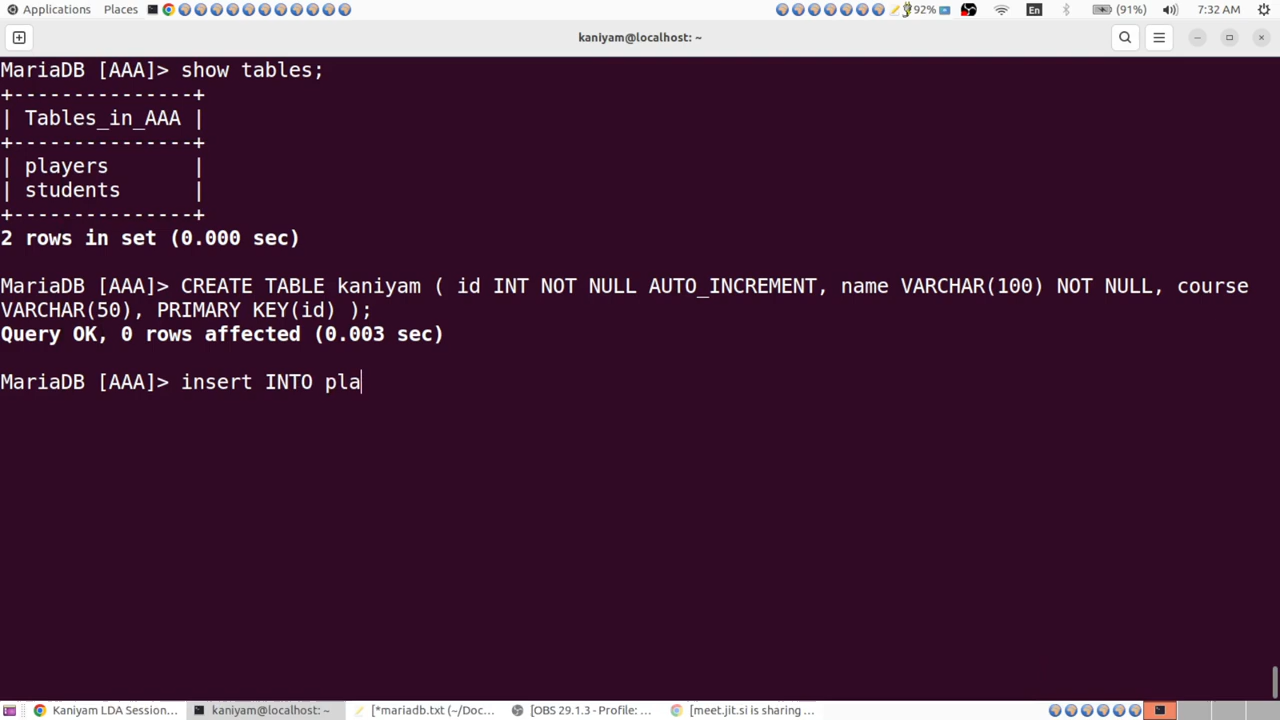 Applications Places 92% En (91%) 7:32 AM
kaniyam@localhost: ~
MariaDB [AAA]> show tables;
+---------------+
| Tables_in_AAA |
+---------------+
| players       |
| students      |
+---------------+
2 rows in set (0.000 sec)
MariaDB [AAA]> CREATE TABLE kaniyam ( id INT NOT NULL AUTO_INCREMENT, name VARCHAR(100) NOT NULL, course
VARCHAR(50), PRIMARY KEY(id) );
Query OK, 0 rows affected (0.003 sec)
MariaDB [AAA]> insert INTO pla
Kaniyam LDA Session... kaniyam@localhost: ~ [*mariadb.txt (~/Doc... [OBS 29.1.3 - Profile: ... [meet.jit.si is sharing ...